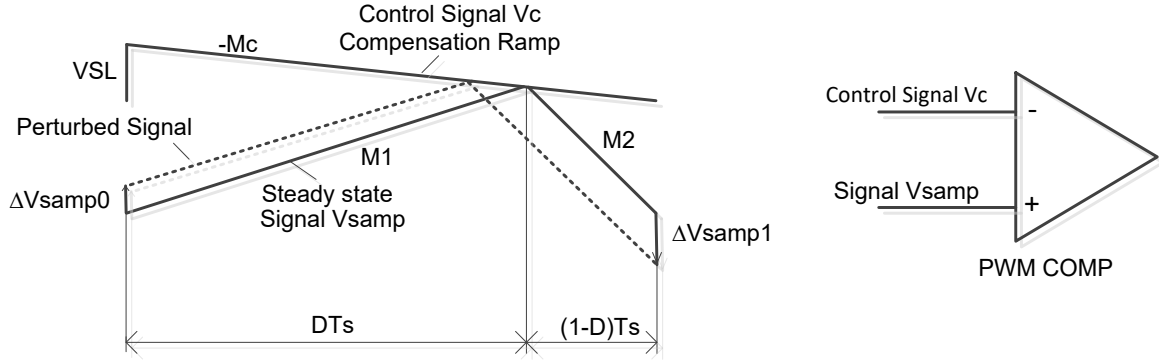 Control Signal Vc
Compensation Ramp
-Mc
VSL
Perturbed Signal
M1
M2
Steady state
Signal Vsamp
ΔVsamp0
ΔVsamp1
DTs
(1-D)Ts
Control Signal Vc
-
Signal Vsamp
+
PWM COMP